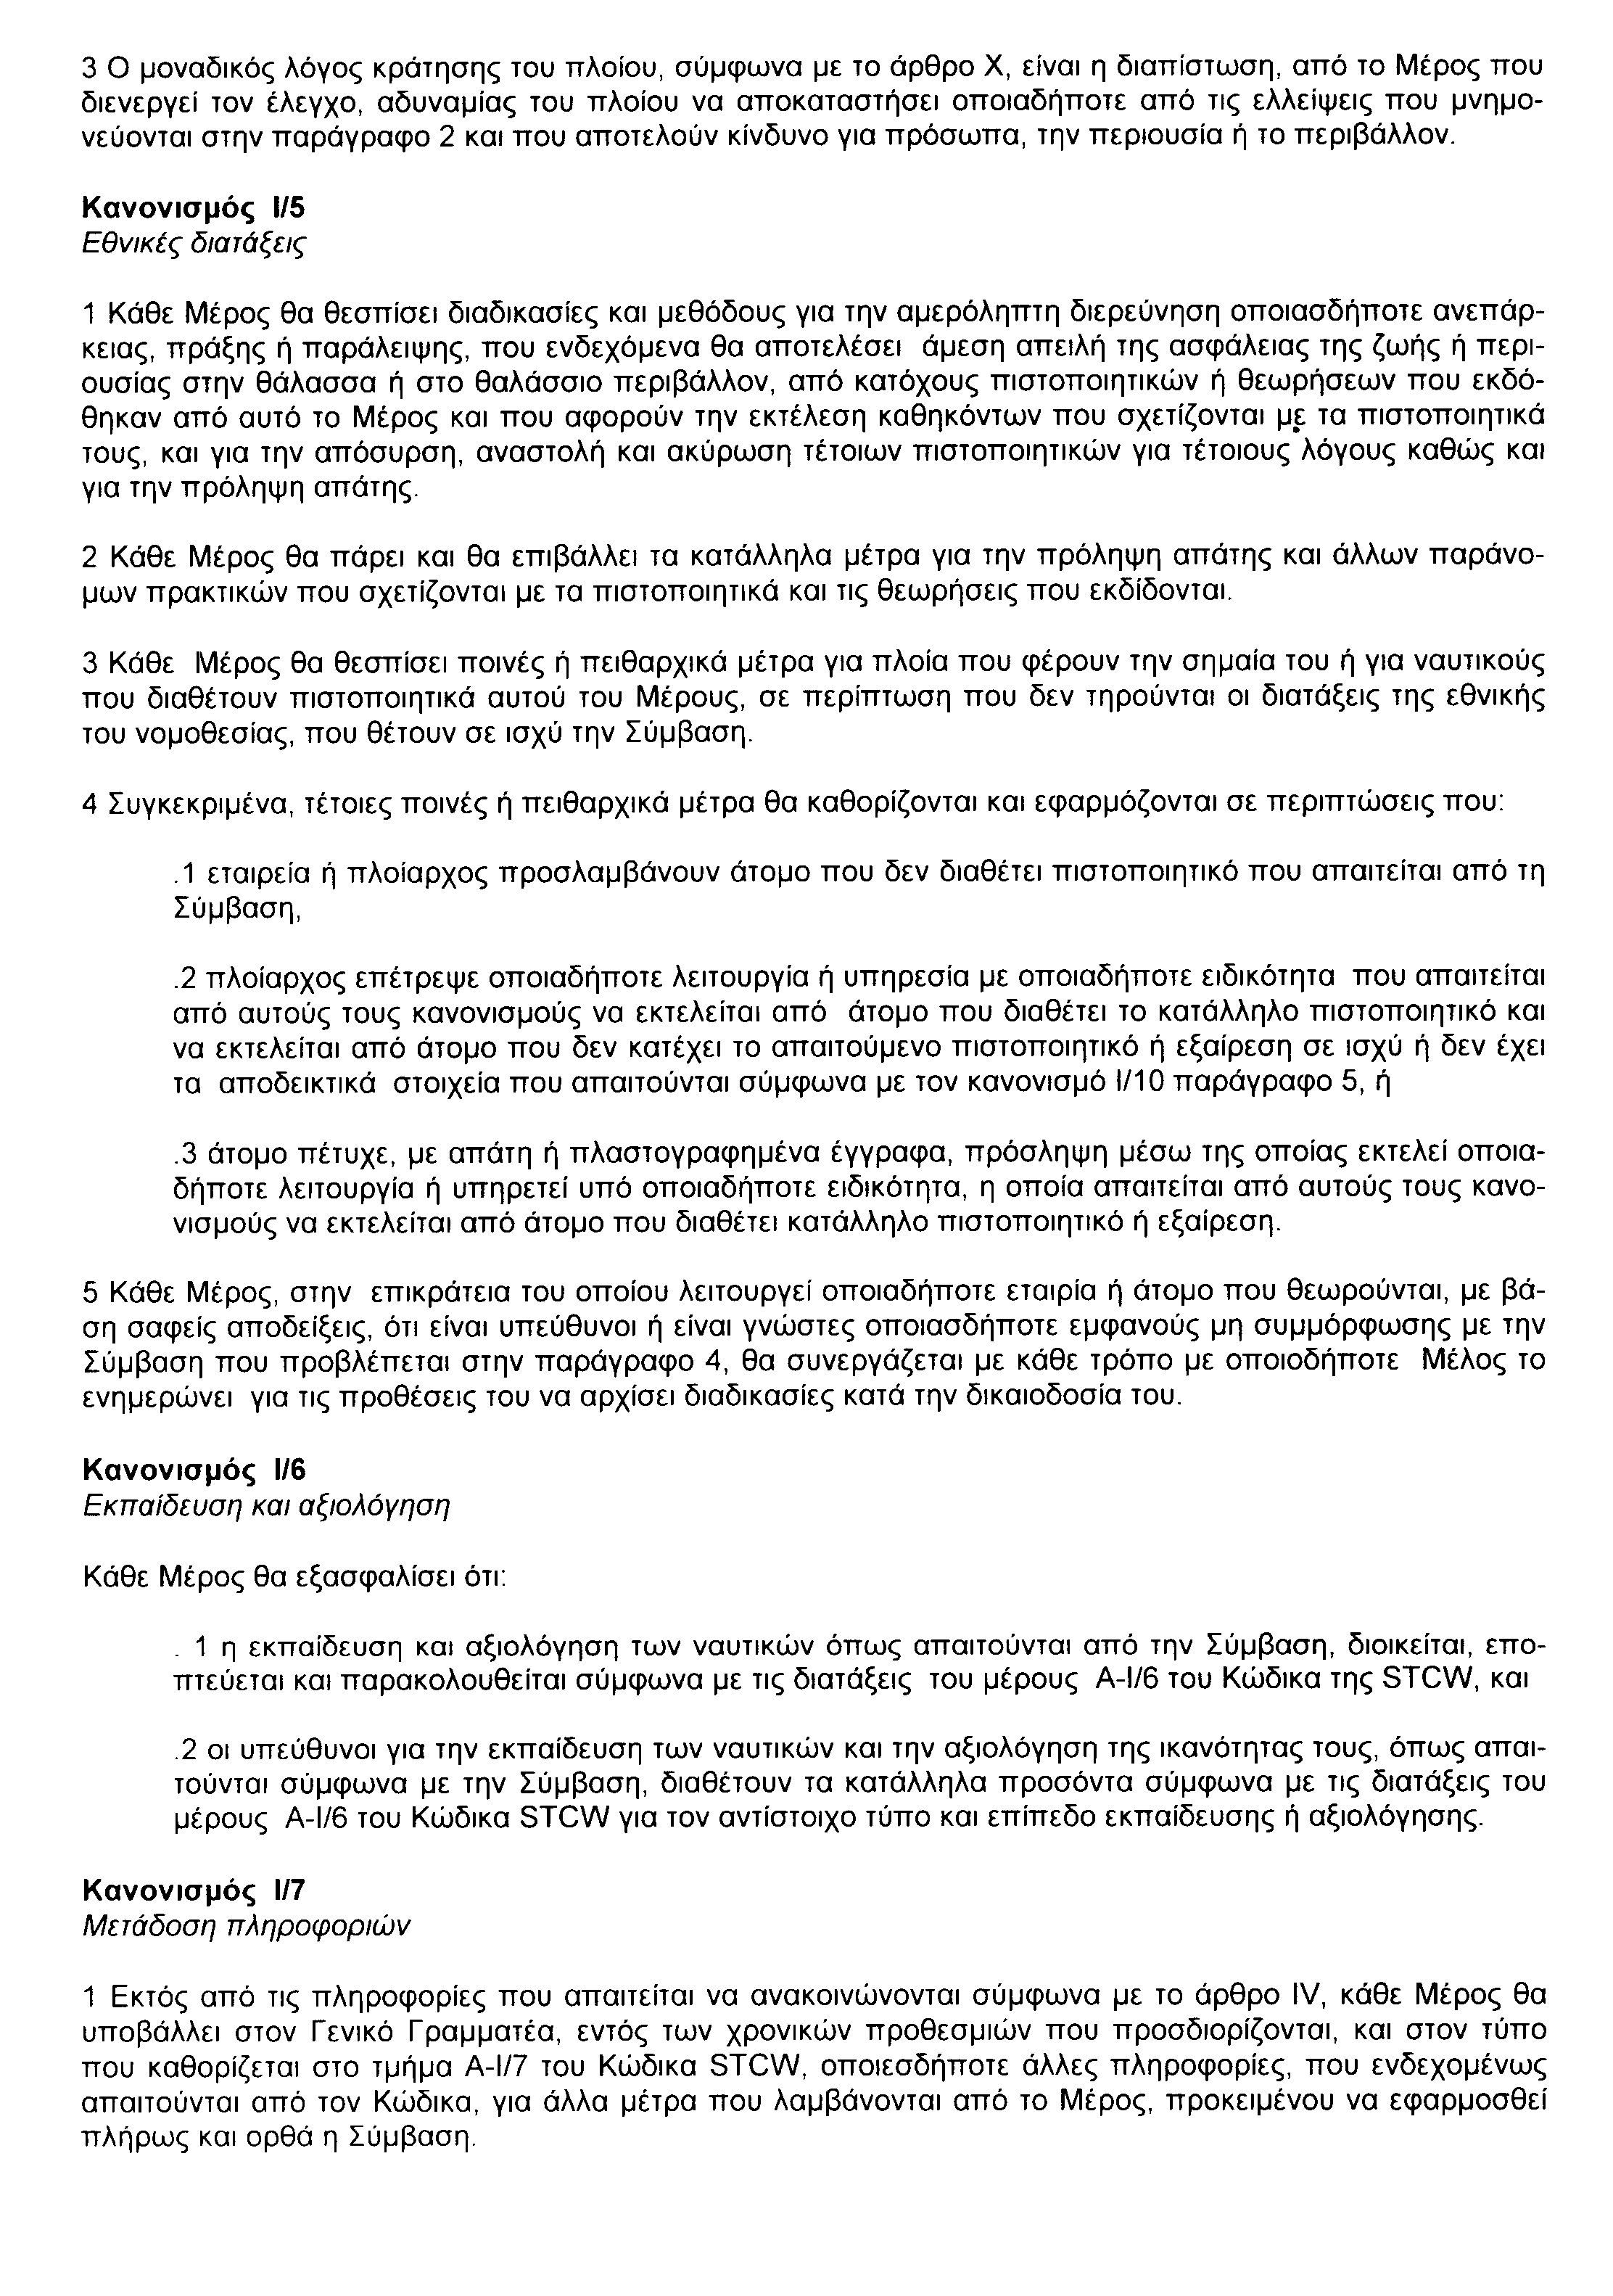 3 Ο μοναδικός λόγος κράτησης του πλοίου, σύμφωνα με το άρθρο Χ, είναι η διαπίστωση, από το Μέρος που
διενεργεί τον έλεγχο, αδυναμίας του πλοίου να αποκαταστήσει οποιαδήποτε από τις ελλείψεις που μνημο-
νεύονται στην παράγραφο 2 και που αποτελούν κίνδυνο για πρόσωπα, την περιουσία ή το περιβάλλον.
Κανονισμός I/5
Εθνικές διατάξεις
1 Κάθε Μέρος θα θεσπίσει διαδικασίες και μεθόδους για την αμερόληπτη διερεύνηση οποιασδήποτε ανεπάρ-
κειας, πράξης ή παράλειψης, που ενδεχόμενα θα αποτελέσει άμεση απειλή της ασφάλειας της ζωής ή περι-
ουσίας στην θάλασσα ή στο θαλάσσιο περιβάλλον, από κατόχους πιστοποιητικών ή θεωρήσεων που εκδό-
θηκαν από αυτό το Μέρος και που αφορούν την εκτέλεση καθηκόντων που σχετίζονται με τα πιστοποιητικά
τους, και για την απόσυρση, αναστολή και ακύρωση τέτοιων πιστοποιητικών για τέτοιους λόγους καθώς και
για την πρόληψη απάτης.
2 Κάθε Μέρος θα πάρει και θα επιβάλλει τα κατάλληλα μέτρα για την πρόληψη απάτης και άλλων παράνο-
μων πρακτικών που σχετίζονται με τα πιστοποιητικά και τις θεωρήσεις που εκδίδονται.
3 Κάθε Μέρος θα θεσπίσει ποινές ή πειθαρχικά μέτρα για πλοία που φέρουν την σημαία του ή για ναυτικούς
που διαθέτουν πιστοποιητικά αυτού του Μέρους, σε περίπτωση που δεν τηρούνται οι διατάξεις της εθνικής
του νομοθεσίας, που θέτουν σε ισχύ την Σύμβαση.
4 Συγκεκριμένα, τέτοιες ποινές ή πειθαρχικά μέτρα θα καθορίζονται και εφαρμόζονται σε περιπτώσεις που:
.1 εταιρεία ή πλοίαρχος προσλαμβάνουν άτομο που δεν διαθέτει πιστοποιητικό που απαιτείται από τη
Σύμβαση,
.2 πλοίαρχος επέτρεψε οποιαδήποτε λειτουργία ή υπηρεσία με οποιαδήποτε ειδικότητα που απαιτείται
από αυτούς τους κανονισμούς να εκτελείται από άτομο που διαθέτει το κατάλληλο πιστοποιητικό και
να εκτελείται από άτομο που δεν κατέχει το απαιτούμενο πιστοποιητικό ή εξαίρεση σε ισχύ ή δεν έχει
τα αποδεικτικά στοιχεία που απαιτούνται σύμφωνα με τον κανονισμό I/10 παράγραφο 5, ή
.3 άτομο πέτυχε, με απάτη ή πλαστογραφημένα έγγραφα, πρόσληψη μέσω της οποίας εκτελεί οποια-
δήποτε λειτουργία ή υπηρετεί υπό οποιαδήποτε ειδικότητα, η οποία απαιτείται από αυτούς τους κανο-
νισμούς να εκτελείται από άτομο που διαθέτει κατάλληλο πιστοποιητικό ή εξαίρεση.
5 Κάθε Μέρος, στην επικράτεια του οποίου λειτουργεί οποιαδήποτε εταιρία ή άτομο που θεωρούνται, με βά-
ση σαφείς αποδείξεις, ότι είναι υπεύθυνοι ή είναι γνώστες οποιασδήποτε εμφανούς μη συμμόρφωσης με την
Σύμβαση που προβλέπεται στην παράγραφο 4, θα συνεργάζεται με κάθε τρόπο με οποιοδήποτε Μέλος το
ενημερώνει για τις προθέσεις του να αρχίσει διαδικασίες κατά την δικαιοδοσία του.
Κανονισμός I/6
Εκπαίδευση και αξιολόγηση
Κάθε Μέρος θα εξασφαλίσει ότι:
. 1 η εκπαίδευση και αξιολόγηση των ναυτικών όπως απαιτούνται από την Σύμβαση, διοικείται, επο-
πτεύεται και παρακολουθείται σύμφωνα με τις διατάξεις του μέρους A-I/6 του Κώδικα της STCW, και
.2 οι υπεύθυνοι για την εκπαίδευση των ναυτικών και την αξιολόγηση της ικανότητας τους, όπως απαι-
τούνται σύμφωνα με την Σύμβαση, διαθέτουν τα κατάλληλα προσόντα σύμφωνα με τις διατάξεις του
μέρους A-I/6 του Κώδικα STCW για τον αντίστοιχο τύπο και επίπεδο εκπαίδευσης ή αξιολόγησης.
Κανονισμός I/7
Μετάδοση πληροφοριών
1 Εκτός από τις πληροφορίες που απαιτείται να ανακοινώνονται σύμφωνα με το άρθρο IV, κάθε Μέρος θα
υποβάλλει στον Γενικό Γραμματέα, εντός των χρονικών προθεσμιών που προσδιορίζονται, και στον τύπο
που καθορίζεται στο τμήμα A-I/7 του Κώδικα STCW, οποιεσδήποτε άλλες πληροφορίες, που ενδεχομένως
απαιτούνται από τον Κώδικα, για άλλα μέτρα που λαμβάνονται από το Μέρος, προκειμένου να εφαρμοσθεί
πλήρως και ορθά η Σύμβαση.